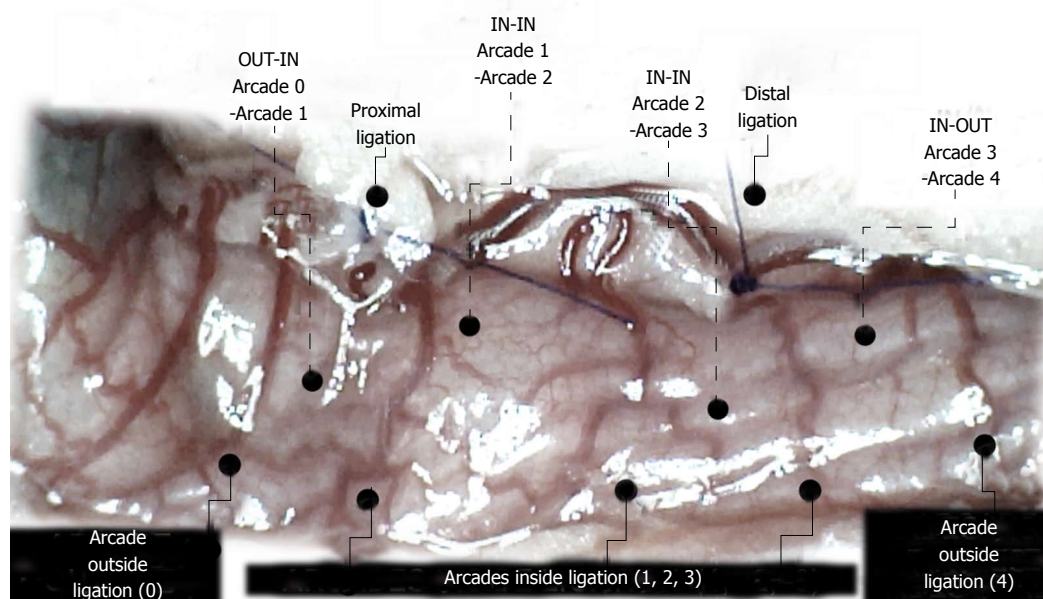 OUT-IN
Arcade 0
-Arcade 1
Proximal
ligation
IN-IN
Arcade 1
-Arcade 2
IN-IN
Arcade 2
-Arcade 3
Distal
ligation
IN-OUT
Arcade 3
-Arcade 4
Arcade
outside
ligation (0)
Arcades inside ligation (1, 2, 3)
Arcade
outside
ligation (4)